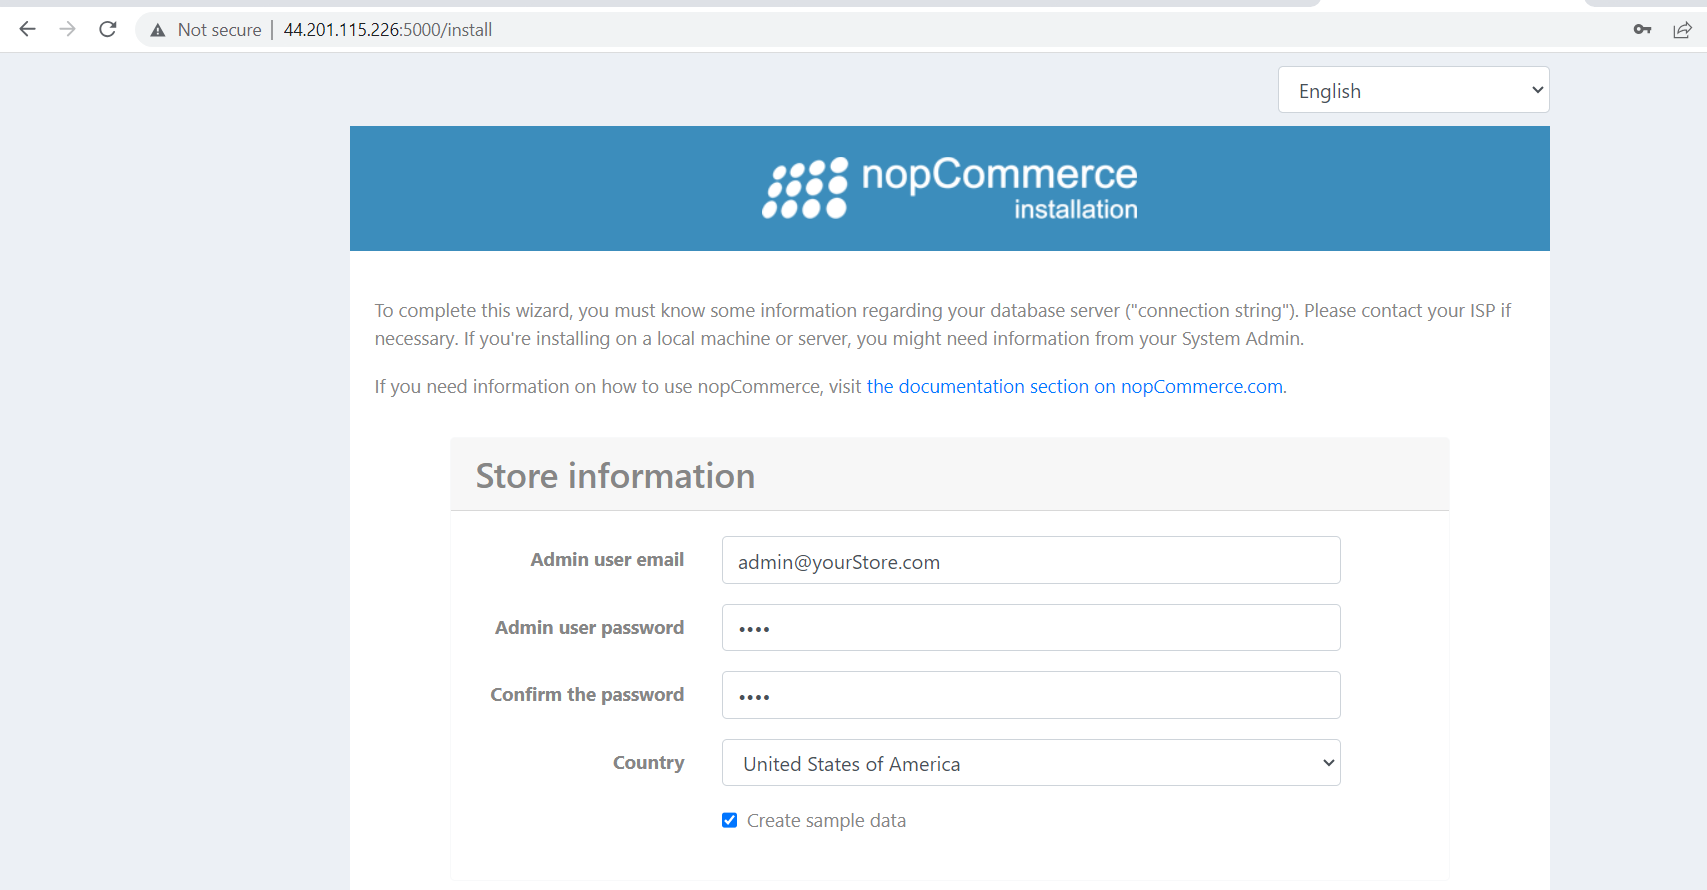 Not secure | 44.201.115.226:5000/install
English
nopCommerce
installation
To complete this wizard, you must know some information regarding your database server ("connection string"). Please contact your ISP if
necessary. If you're installing on a local machine or server, you might need information from your System Admin.
If you need information on how to use nopCommerce, visit the documentation section on nopCommerce.com.
Store information
Admin user email admin@yourStore.com
Admin user password ••••
Confirm the password ••••
Country United States of America
Create sample data